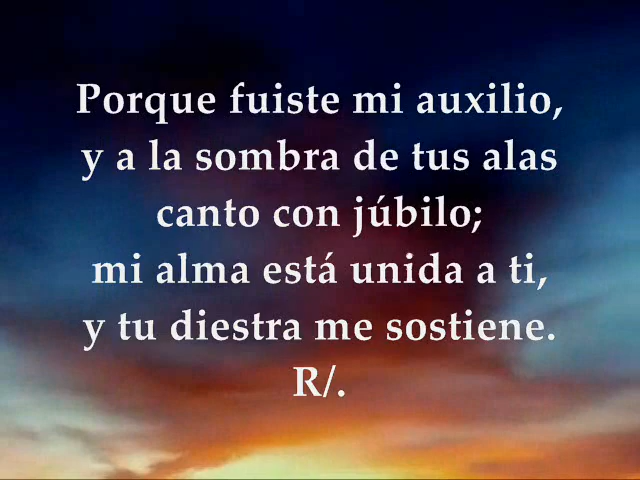 Porque fuiste mi auxilio,
y a la sombra de tus alas
canto con júbilo;
mi alma está unida a ti,
y tu diestra me sostiene.
R/.